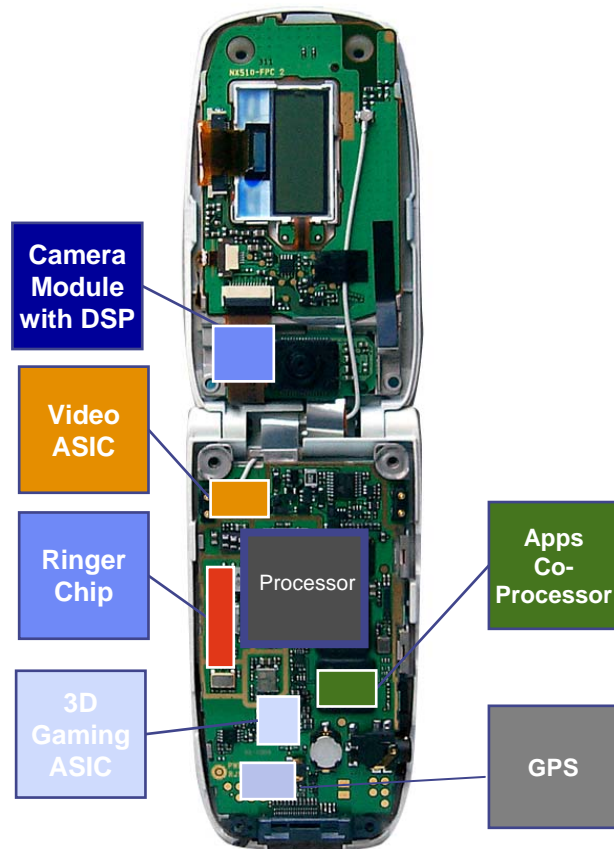 NX510-FPC 2
Camera
Module
with DSP
Video
ASIC
Ringer
Chip
Processor
Apps
Co-
Processor
3D
Gaming
ASIC
GPS